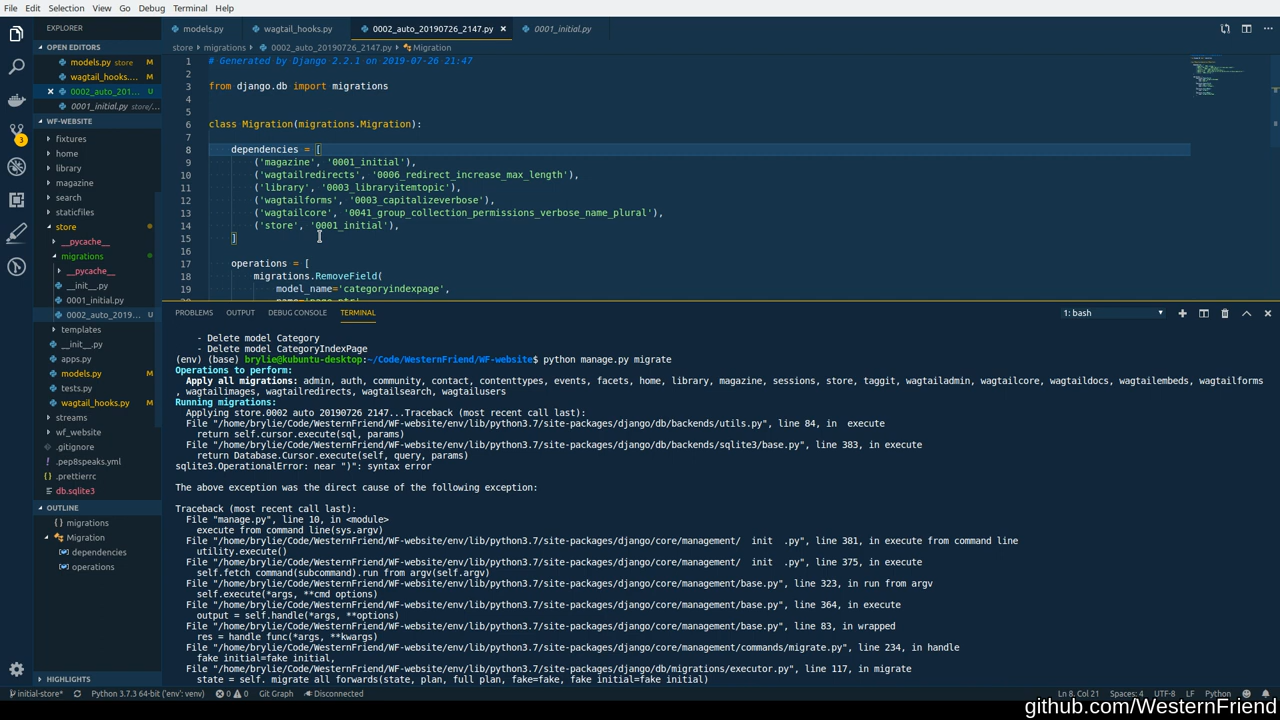 File Edit Selection View Go Debug Terminal Help
EXPLORER
OPEN EDITORS
models.py store M
wagtail_hooks.... M
0002_auto_201... U
0001_initial.py store/...
WF-WEBSITE
fixtures
home
library
magazine
search
staticfiles
store
__pycache__
migrations
__pycache__
__init__.py
0001_initial.py
0002_auto_2019... U
templates
__init__.py
apps.py
models.py M
tests.py
wagtail_hooks.py M
streams
wf_website
.gitignore
.pep8speaks.yml
.prettierrc
db.sqlite3
OUTLINE
migrations
Migration
dependencies
operations
HIGHLIGHTS
3
models.py wagtail_hooks.py 0002_auto_20190726_2147.py 0001_initial.py
store migrations 0002_auto_20190726_2147.py Migration
1 # Generated by Django 2.2.1 on 2019-07-26 21:47
2
3 from django.db import migrations
4
5
6 class Migration(migrations.Migration):
7
8 dependencies = [
9 ('magazine', '0001_initial'),
10 ('wagtailredirects', '0006_redirect_increase_max_length'),
11 ('library', '0003_libraryitemtopic'),
12 ('wagtailforms', '0003_capitalizeverbose'),
13 ('wagtailcore', '0041_group_collection_permissions_verbose_name_plural'),
14 ('store', '0001_initial'),
15 ]
16
17 operations = [
18 migrations.RemoveField(
19 model_name='categoryindexpage',
PROBLEMS OUTPUT DEBUG CONSOLE TERMINAL 1: bash
- Delete model Category
- Delete model CategoryIndexPage
(env) (base) brylie@kubuntu-desktop:~/Code/WesternFriend/WF-website$ python manage.py migrate
Operations to perform:
Apply all migrations: admin, auth, community, contact, contenttypes, events, facets, home, library, magazine, sessions, store, taggit, wagtailadmin, wagtailcore, wagtaildocs, wagtailembeds, wagtailforms
, wagtailimages, wagtailredirects, wagtailsearch, wagtailusers
Running migrations:
Applying store.0002 auto 20190726 2147...Traceback (most recent call last):
File "/home/brylie/Code/WesternFriend/WF-website/env/lib/python3.7/site-packages/django/db/backends/utils.py", line 84, in  execute
return self.cursor.execute(sql, params)
File "/home/brylie/Code/WesternFriend/WF-website/env/lib/python3.7/site-packages/django/db/backends/sqlite3/base.py", line 383, in execute
return Database.Cursor.execute(self, query, params)
sqlite3.OperationalError: near ")": syntax error
The above exception was the direct cause of the following exception:
Traceback (most recent call last):
File "manage.py", line 10, in <module>
execute from command line(sys.argv)
File "/home/brylie/Code/WesternFriend/WF-website/env/lib/python3.7/site-packages/django/core/management/  init  .py", line 381, in execute from command line
utility.execute()
File "/home/brylie/Code/WesternFriend/WF-website/env/lib/python3.7/site-packages/django/core/management/  init  .py", line 375, in execute
self.fetch command(subcommand).run from argv(self.argv)
File "/home/brylie/Code/WesternFriend/WF-website/env/lib/python3.7/site-packages/django/core/management/base.py", line 323, in run from argv
self.execute(*args, **cmd options)
File "/home/brylie/Code/WesternFriend/WF-website/env/lib/python3.7/site-packages/django/core/management/base.py", line 364, in execute
output = self.handle(*args, **options)
File "/home/brylie/Code/WesternFriend/WF-website/env/lib/python3.7/site-packages/django/core/management/base.py", line 83, in wrapped
res = handle func(*args, **kwargs)
File "/home/brylie/Code/WesternFriend/WF-website/env/lib/python3.7/site-packages/django/core/management/commands/migrate.py", line 234, in handle
fake initial=fake initial,
File "/home/brylie/Code/WesternFriend/WF-website/env/lib/python3.7/site-packages/django/db/migrations/executor.py", line 117, in migrate
state = self. migrate all forwards(state, plan, full plan, fake=fake, fake initial=fake initial)
initial-store* Python 3.7.3 64-bit ('env': venv) 0 0 Git Graph Disconnected Ln 8, Col 21 Spaces: 4 UTF-8 LF Python
github.com/WesternFriend